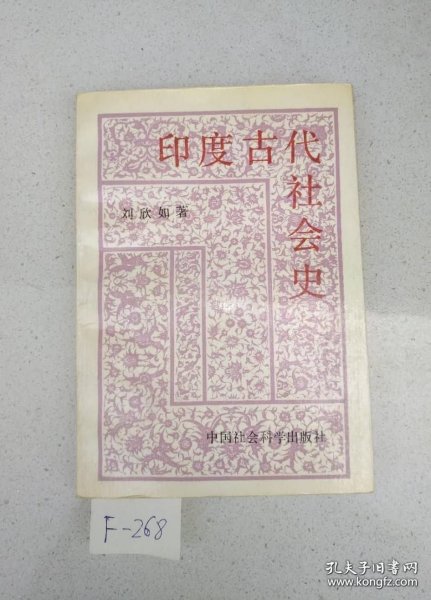 印度古代
社会史
刘欣如著
中国社会科学出版社
F-268
孔夫子旧书网
www.kongfz.com